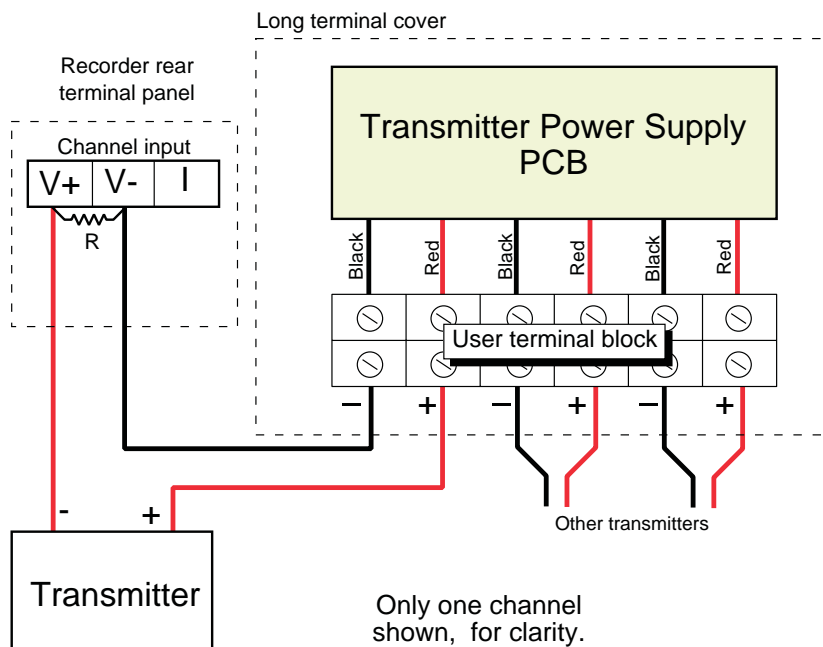 Long terminal cover
Recorder rear
terminal panel
Channel input
V+ V- I
R
Transmitter Power Supply
PCB
Black
Red
Black
Red
Black
Red
User terminal block
– + – + – +
Other transmitters
- +
Transmitter
Only one channel
shown, for clarity.